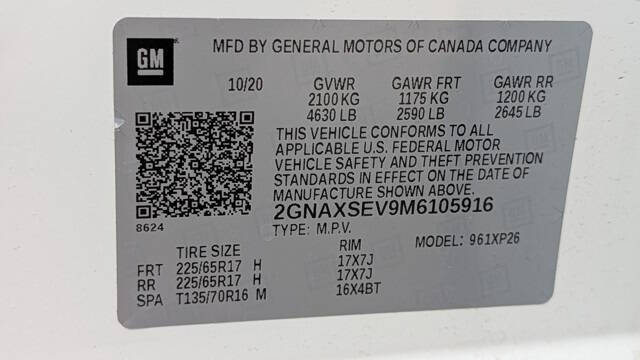 GM MFD BY GENERAL MOTORS OF CANADA COMPANY
10/20 GVWR GAWR FRT GAWR RR
2100 KG 1175 KG 1200 KG
4630 LB 2590 LB 2645 LB
THIS VEHICLE CONFORMS TO ALL
APPLICABLE U.S. FEDERAL MOTOR
VEHICLE SAFETY AND THEFT PREVENTION
STANDARDS IN EFFECT ON THE DATE OF
MANUFACTURE SHOWN ABOVE.
2GNAXSEV9M6105916
8624 TYPE: M.P.V. MODEL: 961XP26
TIRE SIZE RIM
FRT 225/65R17 H 17X7J
RR 225/65R17 H 17X7J
SPA T135/70R16 M 16X4BT